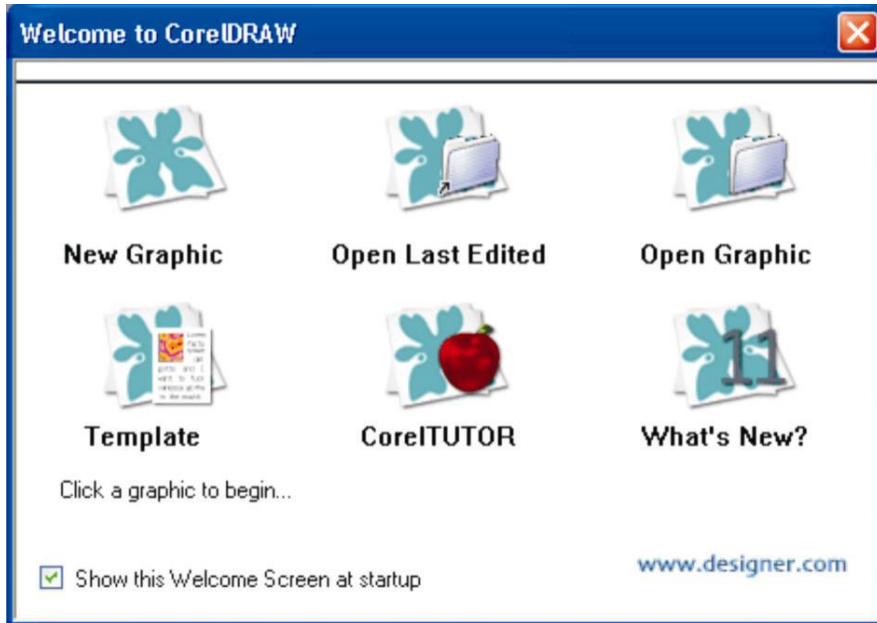 Welcome to CorelDRAW
New Graphic
Open Last Edited
Open Graphic
11
Template
CorelTUTOR
What's New?
Click a graphic to begin...
Show this Welcome Screen at startup
www.designer.com